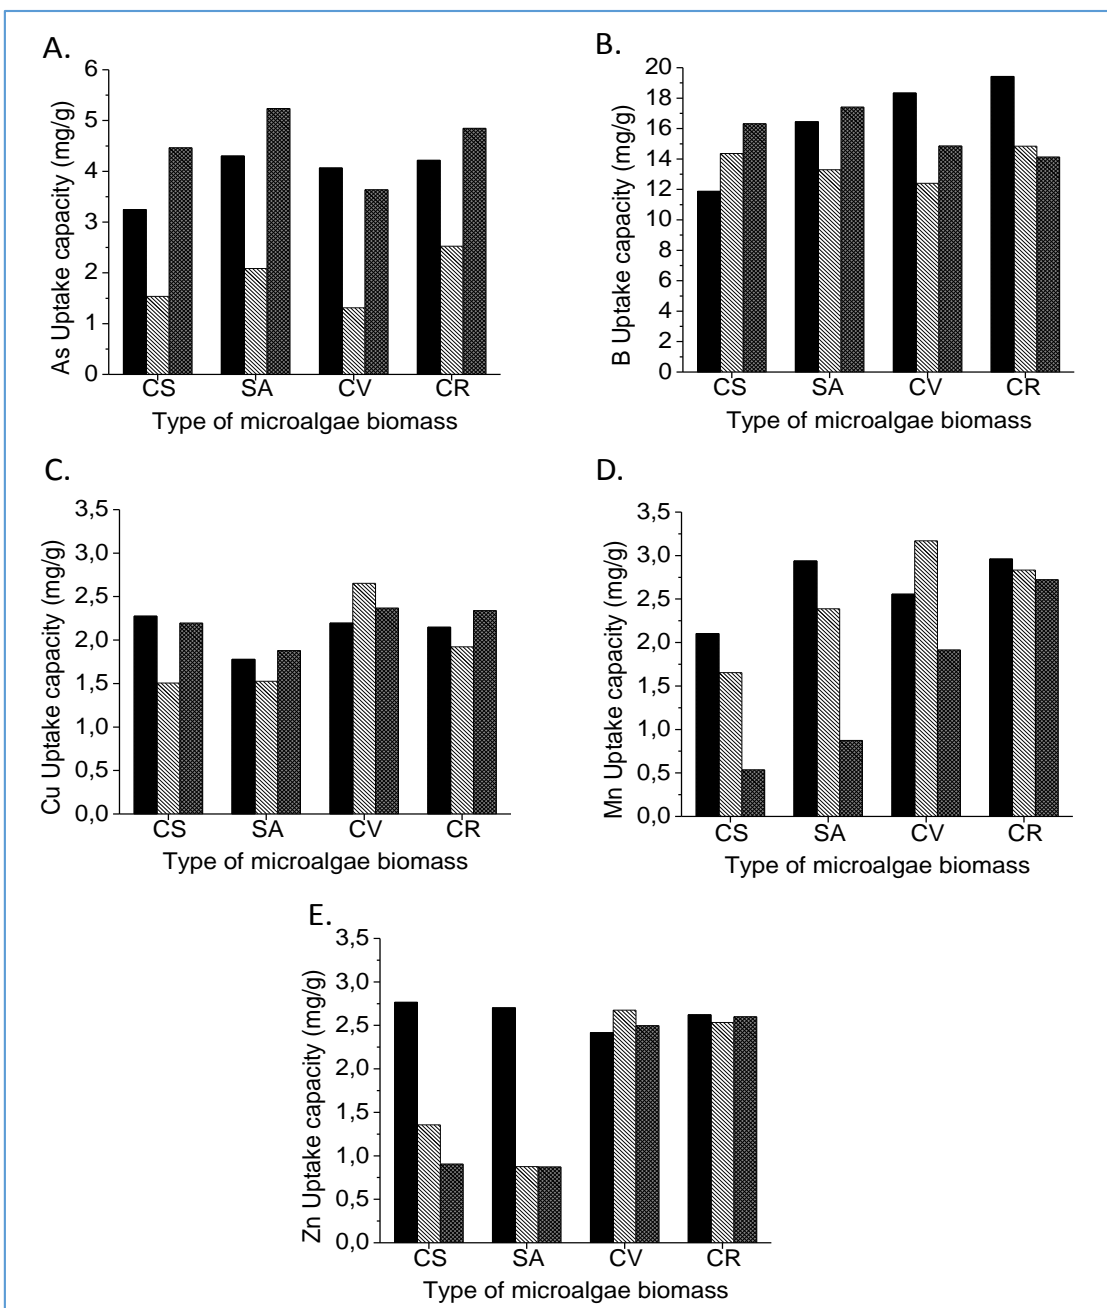 A.
As Uptake capacity (mg/g)
6
5
4
3
2
1
0
CS SA CV CR
Type of microalgae biomass
B.
B Uptake capacity (mg/g)
20
18
16
14
12
10
8
6
4
2
0
CS SA CV CR
Type of microalgae biomass
C.
Cu Uptake capacity (mg/g)
3,5
3,0
2,5
2,0
1,5
1,0
0,5
0,0
CS SA CV CR
Type of microalgae biomass
D.
Mn Uptake capacity (mg/g)
3,5
3,0
2,5
2,0
1,5
1,0
0,5
0,0
CS SA CV CR
Type of microalgae biomass
E.
Zn Uptake capacity (mg/g)
3,5
3,0
2,5
2,0
1,5
1,0
0,5
0,0
CS SA CV CR
Type of microalgae biomass